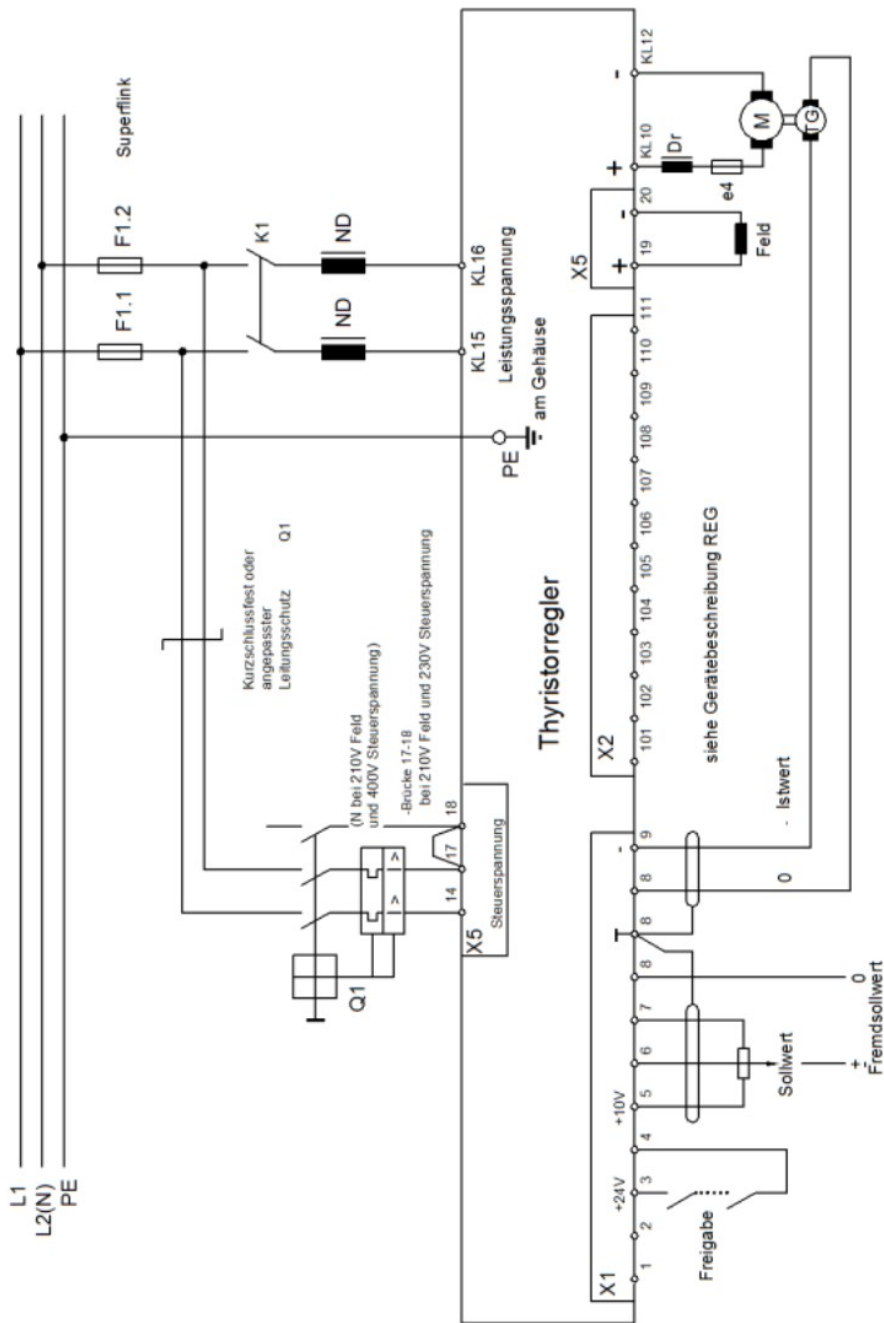 L1
L2(N)
PE
F1.1
F1.2
Superflink
K1
ND
ND
Kurzschlussfest oder
angepasster
Leitungsschutz Q1
(N bei 210V Feld
und 400V Steuerspannung)
-Brücke 17-18
bei 210V Feld und 230V Steuerspannung
Q1
> >
14 17 18
X5
Steuerspannung
PE
am Gehäuse
KL15 KL16
Leistungsspannung
Thyristorregler
X1
1 2 3 4 5 6 7 8 8 8 9
+24V
+10V
-
X2
101 102 103 104 105 106 107 108 109 110 111
X5
19 20
+ -
KL10 KL12
+ -
Freigabe
Sollwert
+-
0
Fremdsollwert
0
- Istwert
siehe Gerätebeschreibung REG
Feld
Dr
e4
M
TG